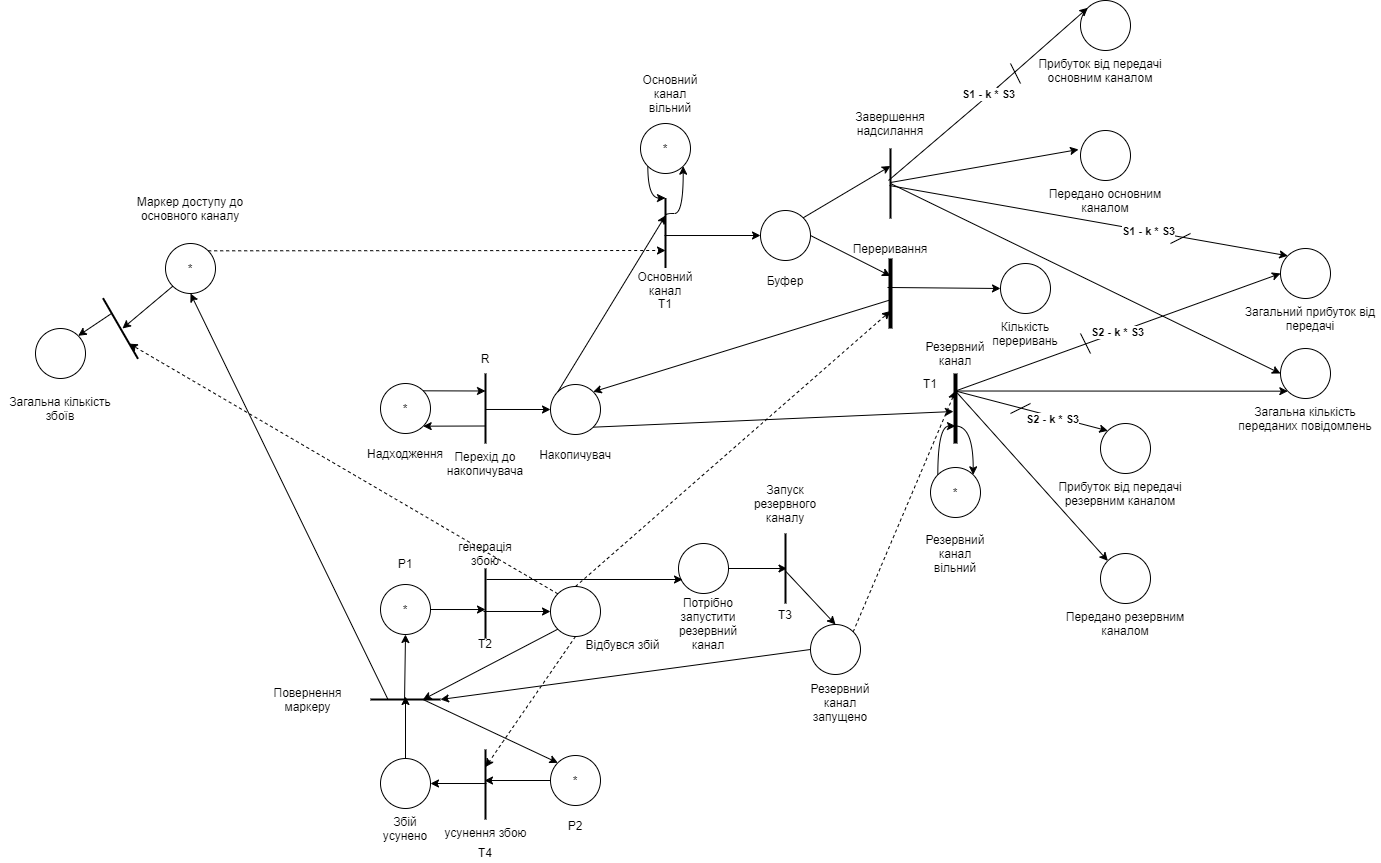 Прибуток від передачі
основним каналом
S1 - k * S3
Основний
канал
вільний
*
Завершення
надсилання
Передано основним
каналом
S1 - k * S3
Маркер доступу до
основного каналу
*
Основний
канал
T1
Буфер
Переривання
Кількість
переривань
Загальний прибуток від
передачі
S2 - k * S3
Резервний
канал
T1
Загальна кількість
збоїв
R
*
Надходження
Перехід до
накопичувача
Накопичувач
Загальна кількість
переданих повідомлень
S2 - k * S3
Прибуток від передачі
резервним каналом
*
Резервний
канал
вільний
Запуск
резервного
каналу
T3
генерація
збою
P1
*
T2
Відбувся збій
Потрібно
запустити
резервний
канал
Передано резервним
каналом
Резервний
канал
запущено
Повернення
маркеру
Збій
усунено
усунення збою
T4
*
P2